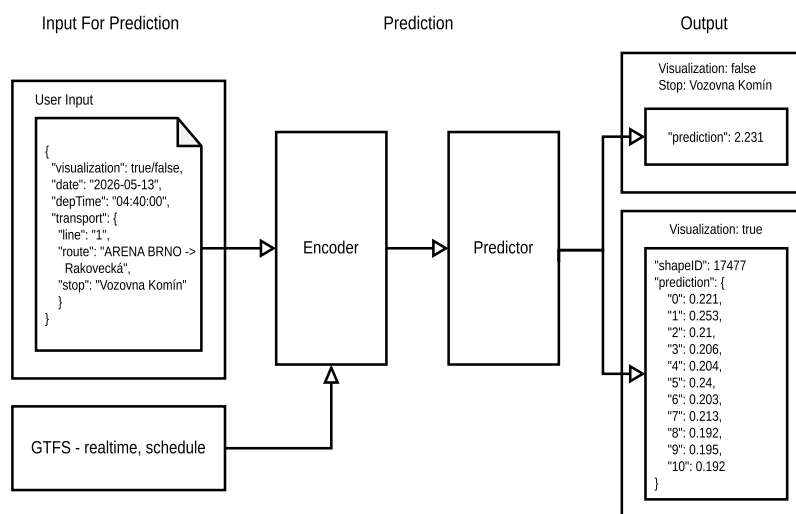 Input For Prediction
Prediction
Output
User Input
{
"visualization": true/false,
"date": "2026-05-13",
"depTime": "04:40:00",
"transport": {
"line": "1",
"route": "ARENA BRNO ->
Rakovecká",
"stop": "Vozovna Komín"
}
}
GTFS - realtime, schedule
Encoder
Predictor
Visualization: false
Stop: Vozovna Komín
"prediction": 2.231
Visualization: true
"shapeID": 17477
"prediction": {
"0": 0.221,
"1": 0.253,
"2": 0.21,
"3": 0.206,
"4": 0.204,
"5": 0.24,
"6": 0.203,
"7": 0.213,
"8": 0.192,
"9": 0.195,
"10": 0.192
}